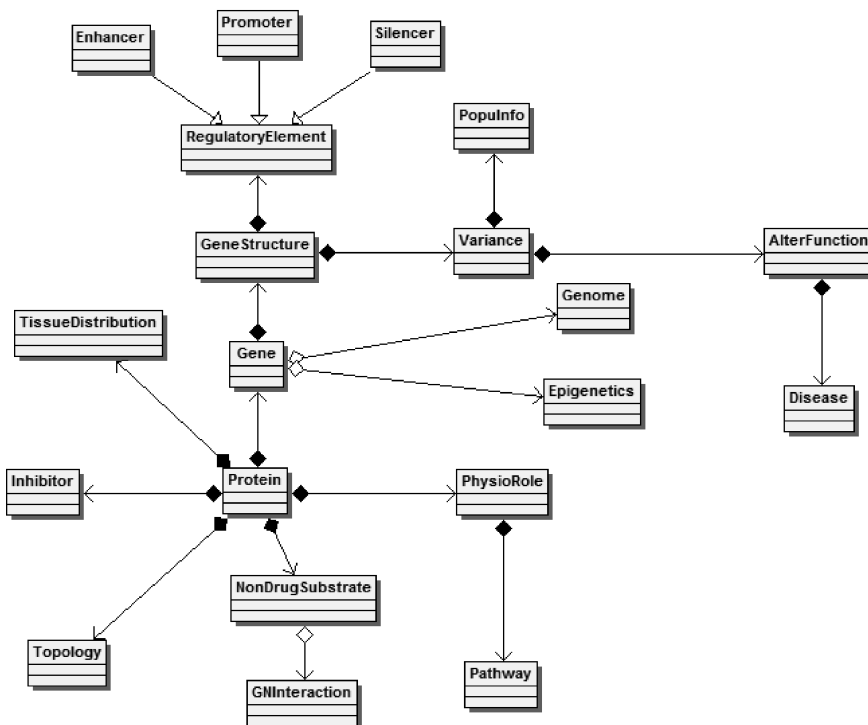 Enhancer
Promoter
Silencer
RegulatoryElement
PopuInfo
GeneStructure
Variance
AlterFunction
Genome
TissueDistribution
Gene
Epigenetics
Disease
Inhibitor
Protein
PhysioRole
NonDrugSubstrate
Topology
Pathway
GNInteraction